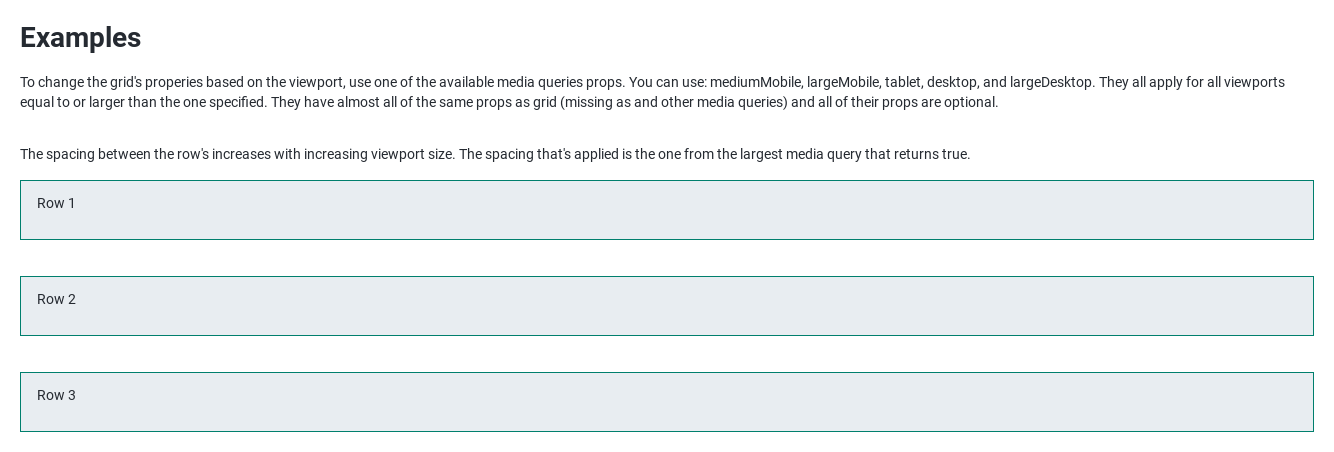 Examples
To change the grid's properies based on the viewport, use one of the available media queries props. You can use: mediumMobile, largeMobile, tablet, desktop, and largeDesktop. They all apply for all viewports
equal to or larger than the one specified. They have almost all of the same props as grid (missing as and other media queries) and all of their props are optional.
The spacing between the row's increases with increasing viewport size. The spacing that's applied is the one from the largest media query that returns true.
Row 1
Row 2
Row 3